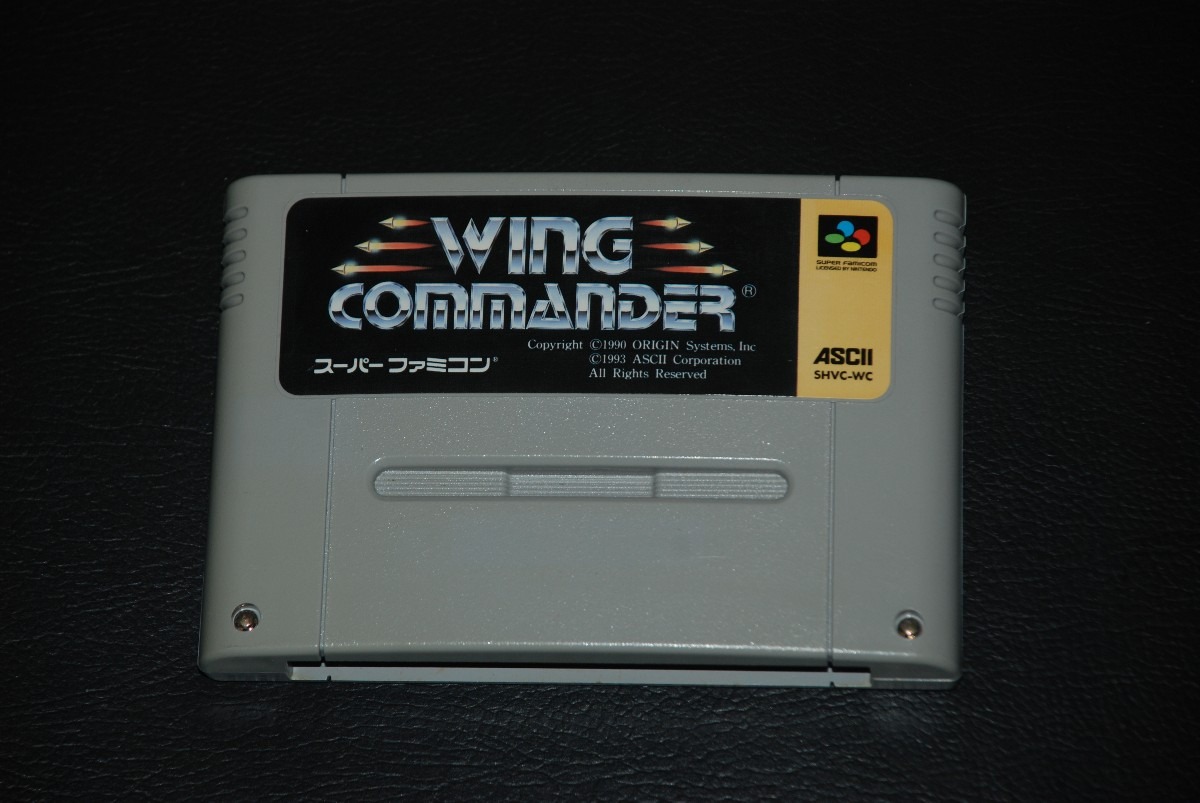 WING
COMMANDER®
Copyright ©1990 ORIGIN Systems, Inc
©1993 ASCII Corporation
All Rights Reserved
スーパーファミコン®
SUPER FAMICOM
LICENSED BY NINTENDO
ASCII
SHVC-WC